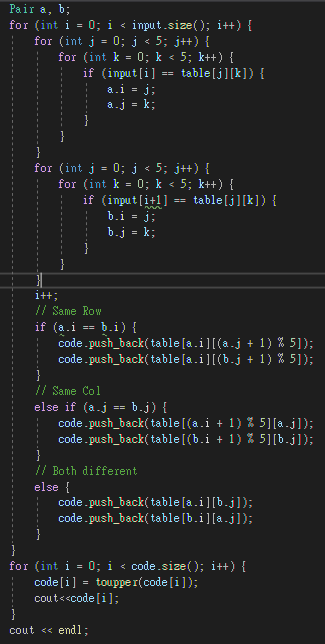 Pair a, b;
for (int i = 0; i < input.size(); i++) {
for (int j = 0; j < 5; j++) {
for (int k = 0; k < 5; k++) {
if (input[i] == table[j][k]) {
a.i = j;
a.j = k;
}
}
}
for (int j = 0; j < 5; j++) {
for (int k = 0; k < 5; k++) {
if (input[i+1] == table[j][k]) {
b.i = j;
b.j = k;
}
}
}
i++;
// Same Row
if (a.i == b.i) {
code.push_back(table[a.i][(a.j + 1) % 5]);
code.push_back(table[a.i][(b.j + 1) % 5]);
}
// Same Col
else if (a.j == b.j) {
code.push_back(table[(a.i + 1) % 5][a.j]);
code.push_back(table[(b.i + 1) % 5][b.j]);
}
// Both different
else {
code.push_back(table[a.i][b.j]);
code.push_back(table[b.i][a.j]);
}
}
for (int i = 0; i < code.size(); i++) {
code[i] = toupper(code[i]);
cout<<code[i];
}
cout << endl;